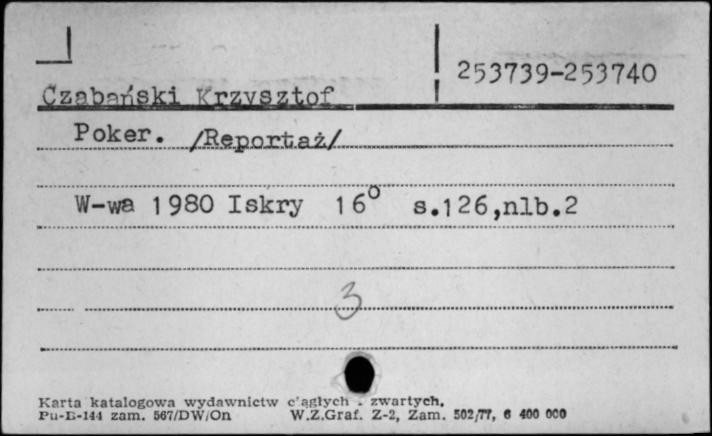 253739-253740
Czabański Krzysztof
Poker. /Reportaż/
W-wa 1980 Iskry 16° s.126,nlb.2
3
Karta katalogowa wydawnictw ciągłych i zwartych.
Pu-B-144 zam. 567/DW/On W.Z.Graf. Z-2, Zam. 502/77, 6 400 000